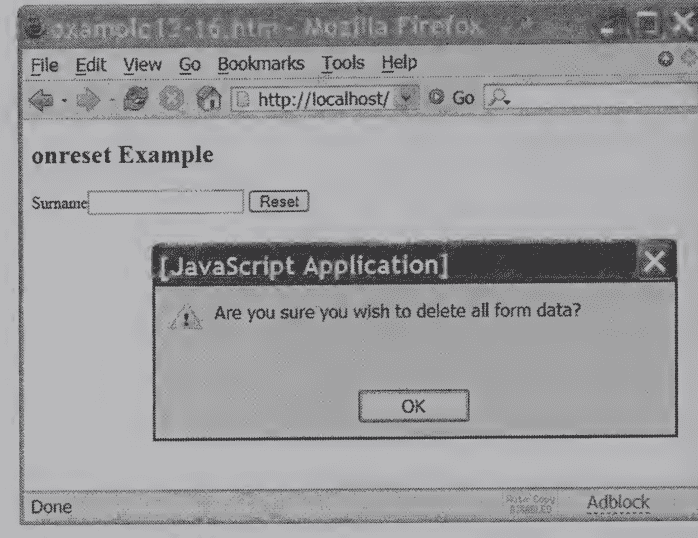 example13-16.htm - Mozilla Firefox
File Edit View Go Bookmarks Tools Help
http://localhost/ Go
onreset Example
Surname Reset
[JavaScript Application]
Are you sure you wish to delete all form data?
OK
Done Adblock